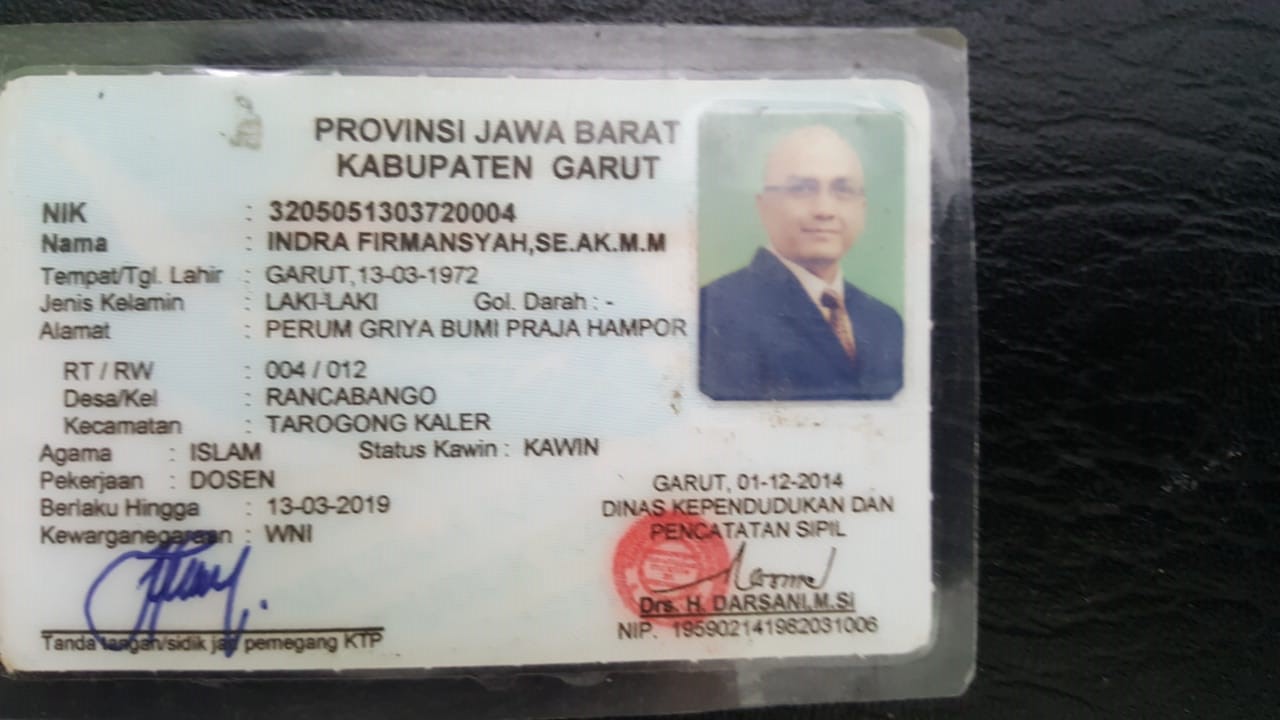 PROVINSI JAWA BARAT
KABUPATEN GARUT
NIK : 3205051303720004
Nama : INDRA FIRMANSYAH,SE.AK.M.M
Tempat/Tgl. Lahir : GARUT,13-03-1972
Jenis Kelamin : LAKI-LAKI Gol. Darah : -
Alamat : PERUM GRIYA BUMI PRAJA HAMPOR
RT / RW : 004 / 012
Desa/Kel : RANCABANGO
Kecamatan : TAROGONG KALER
Agama : ISLAM Status Kawin : KAWIN
Pekerjaan : DOSEN
Berlaku Hingga : 13-03-2019
Kewarganegaraan : WNI
GARUT, 01-12-2014
DINAS KEPENDUDUKAN DAN
PENCATATAN SIPIL
Drs. H. DARSANI,M.SI
NIP. 195902141982031006
Tanda tangan/sidik jari pemegang KTP